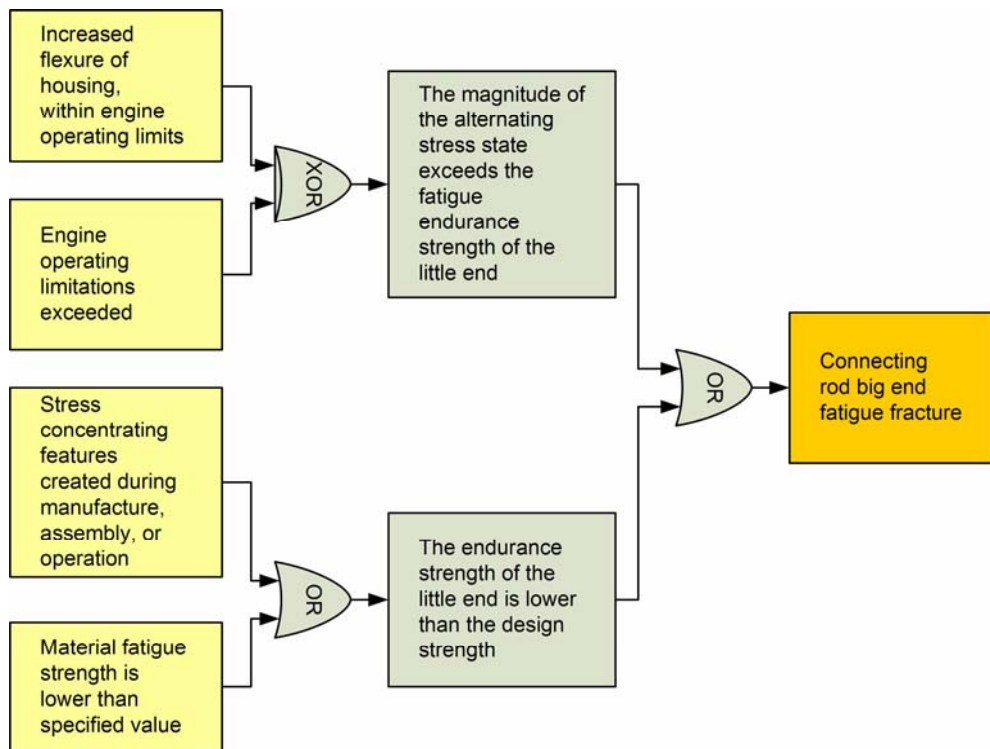 Increased
flexure of
housing,
within engine
operating limits
Engine
operating
limitations
exceeded
XOR
The magnitude of
the alternating
stress state
exceeds the
fatigue
endurance
strength of the
little end
Stress
concentrating
features
created during
manufacture,
assembly, or
operation
Material fatigue
strength is
lower than
specified value
OR
The endurance
strength of the
little end is lower
than the design
strength
OR
Connecting
rod big end
fatigue fracture